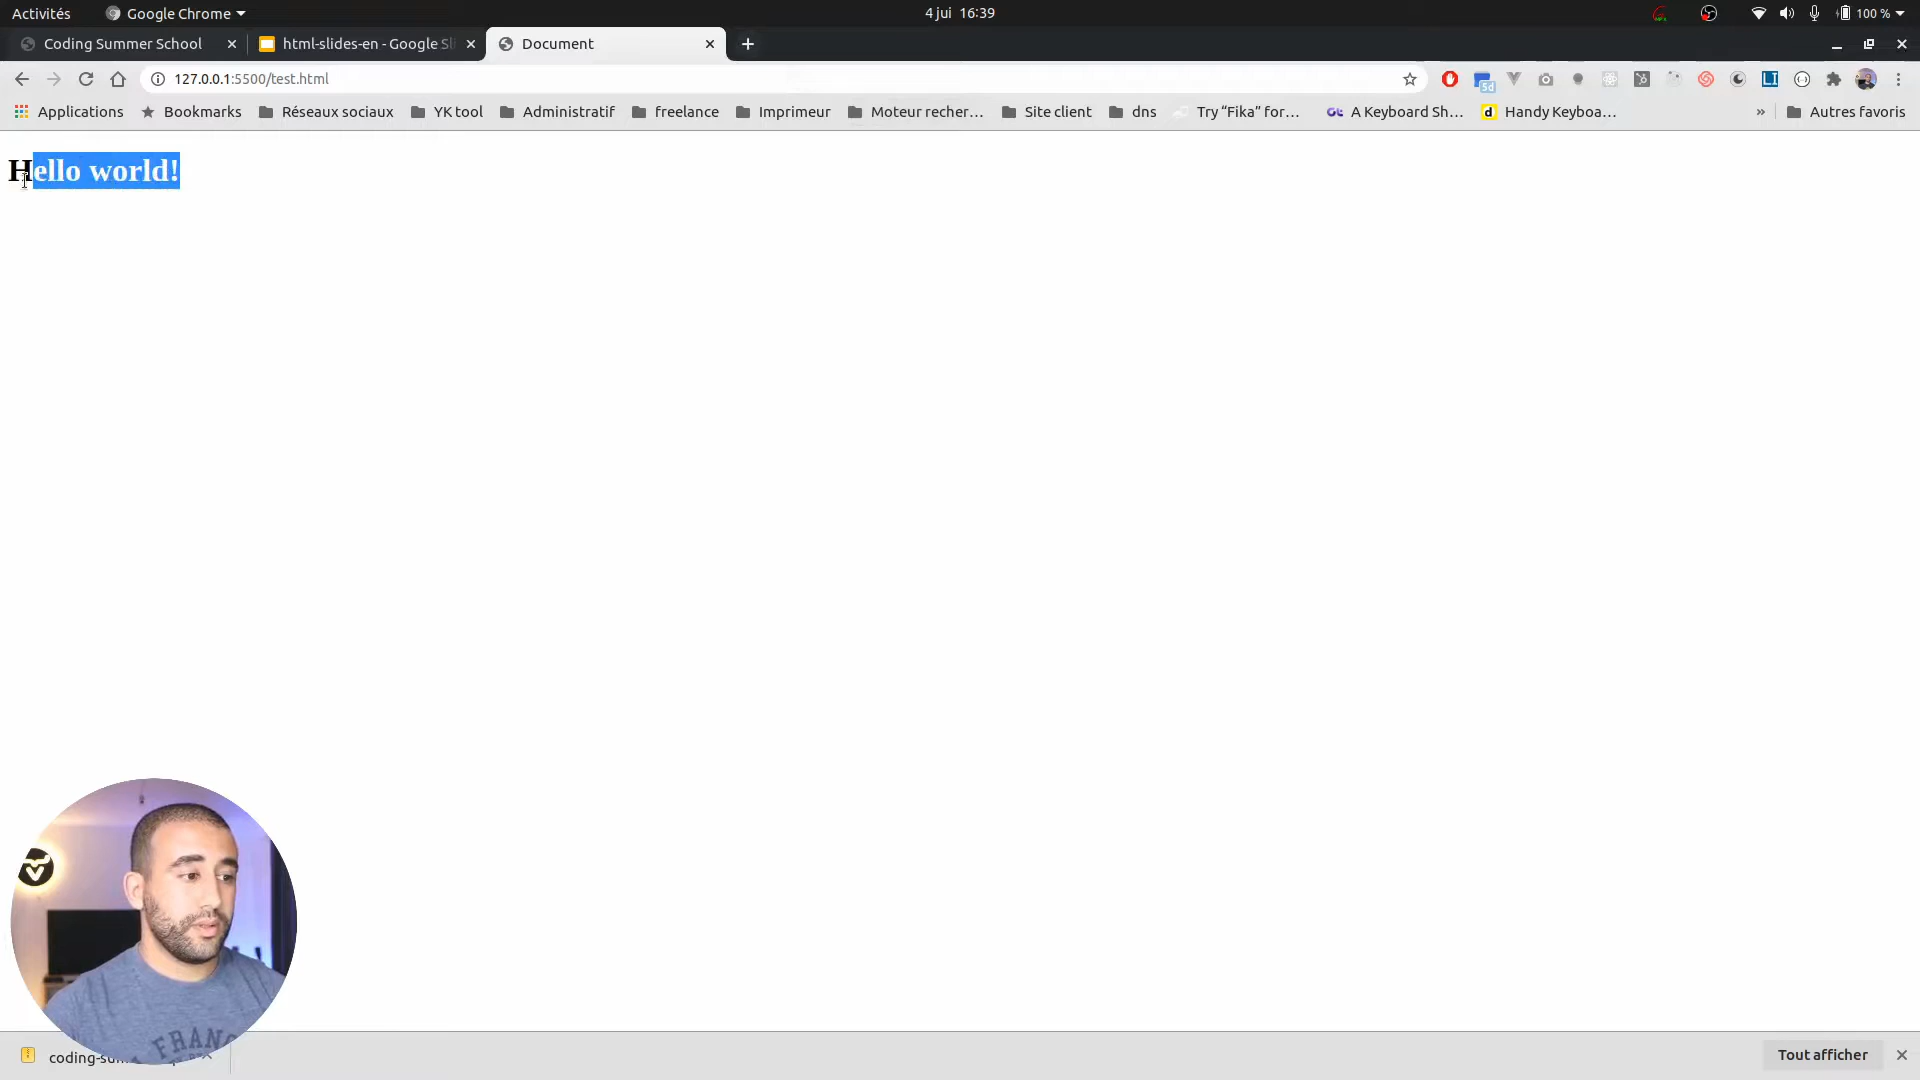 Activités Google Chrome 4 jui 16:39 100 %
Coding Summer School html-slides-en - Google Sl Document
127.0.0.1:5500/test.html
Applications Bookmarks Réseaux sociaux YK tool Administratif freelance Imprimeur Moteur recher... Site client dns Try “Fika” for... A Keyboard Sh... Handy Keyboa... » Autres favoris
Hello world!
FRANC
Tout afficher